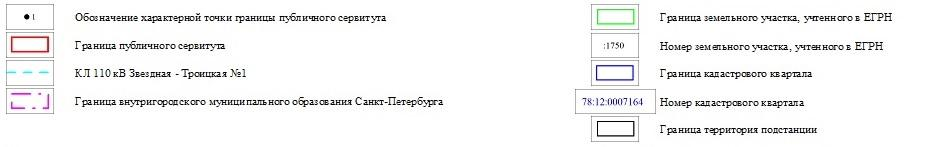 1 Обозначение характерной точки границы публичного сервитута
Граница публичного сервитута
КЛ 110 кВ Звездная - Троицкая №1
Граница внутригородского муниципального образования Санкт-Петербурга
Граница земельного участка, учтенного в ЕГРН
:1750 Номер земельного участка, учтенного в ЕГРН
Граница кадастрового квартала
78:12:0007164 Номер кадастрового квартала
Граница территория подстанции